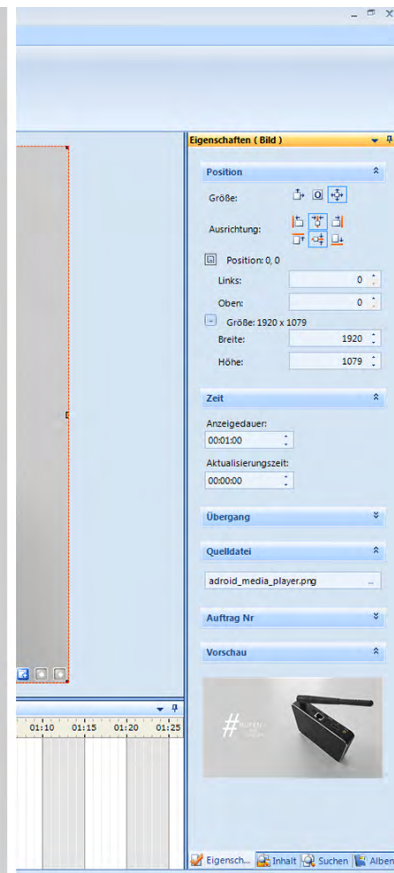 Eigenschaften ( Bild )
Position
Größe:
Ausrichtung:
Position: 0, 0
Links: 0
Oben: 0
Größe: 1920 x 1079
Breite: 1920
Höhe: 1079
Zeit
Anzeigedauer:
00:01:00
Aktualisierungszeit:
00:00:00
Übergang
Quelldatei
adroid_media_player.png ...
Auftrag Nr
Vorschau
#
01:10 01:15 01:20 01:25
Eigensch... Inhalt Suchen Alben